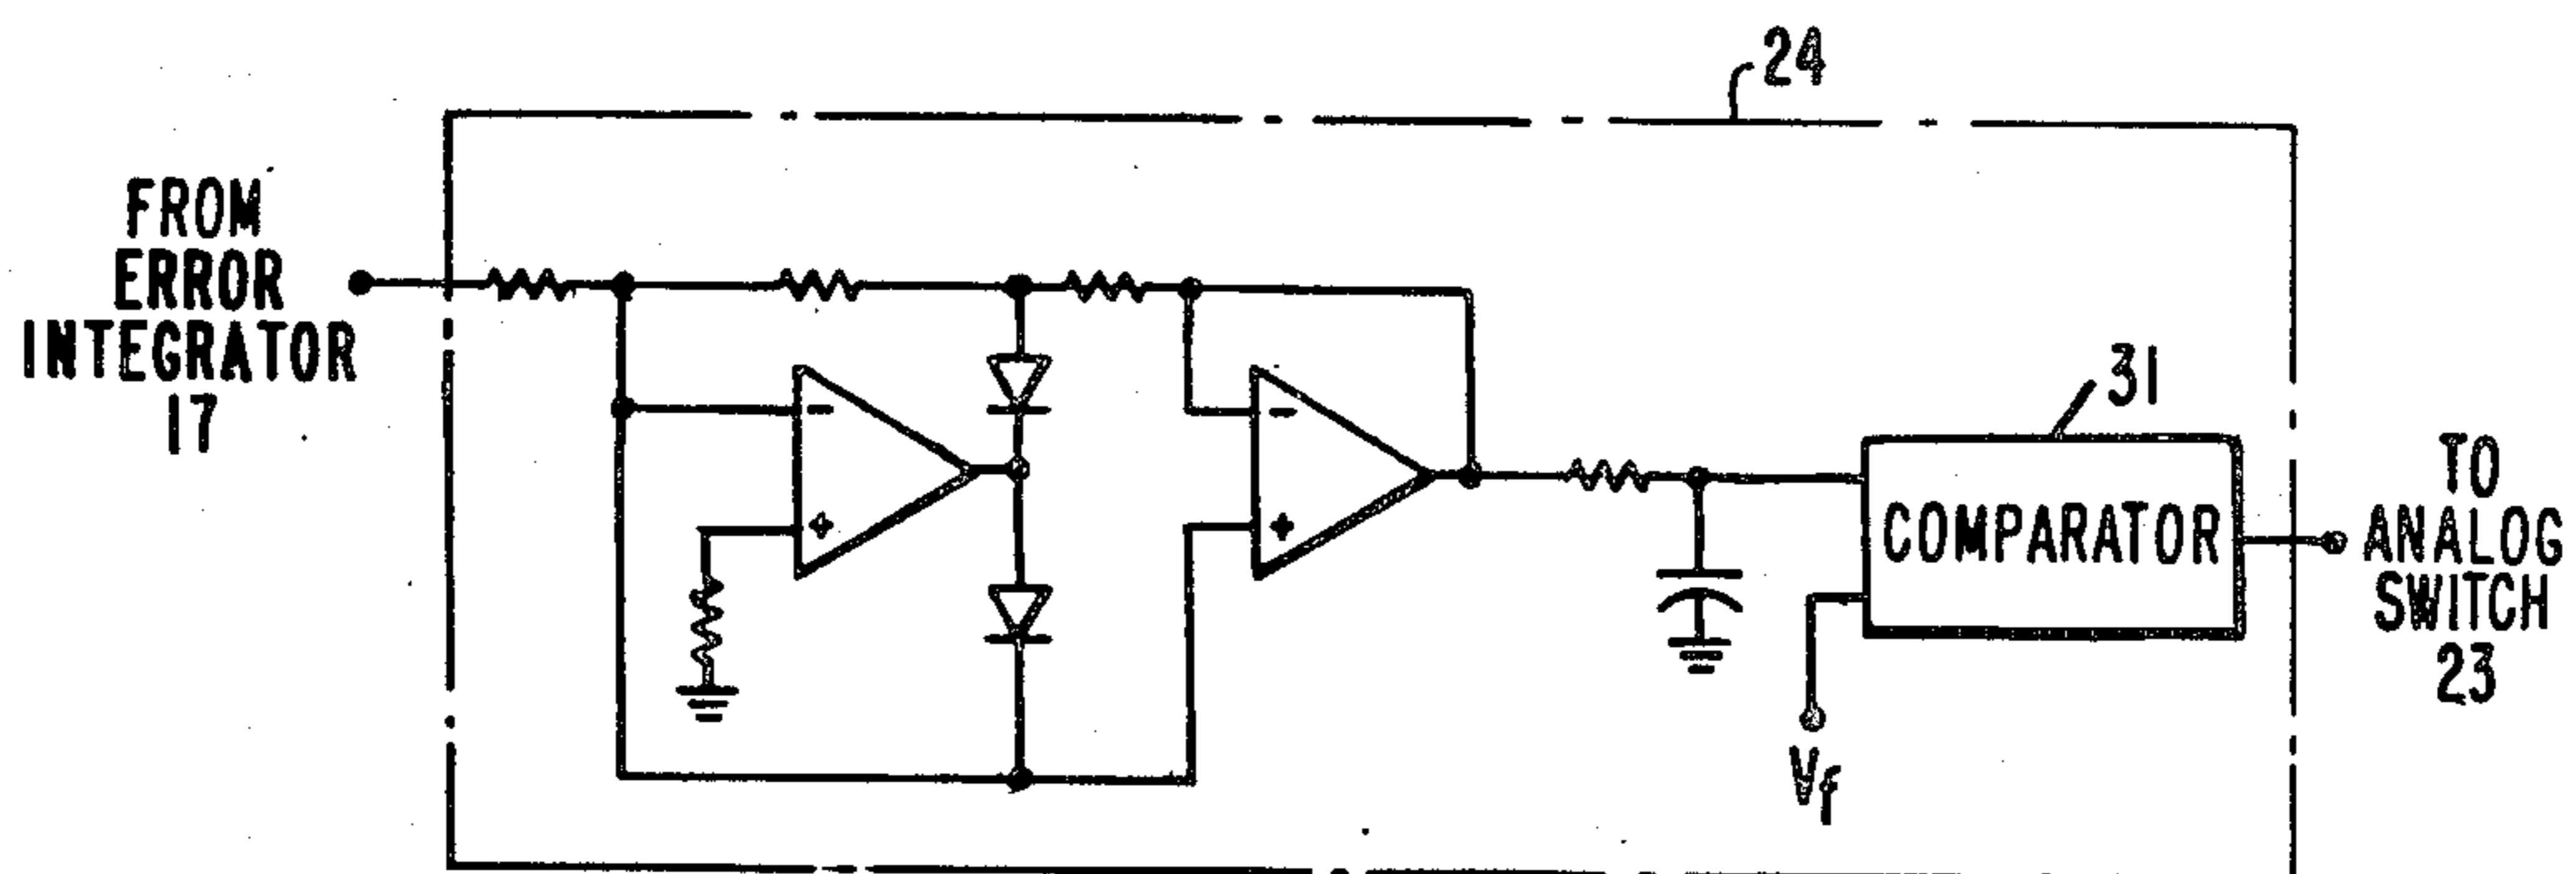 24
FROM
ERROR
INTEGRATOR
17
-
+
-
+
31
COMPARATOR
Vf
TO
ANALOG
SWITCH
23